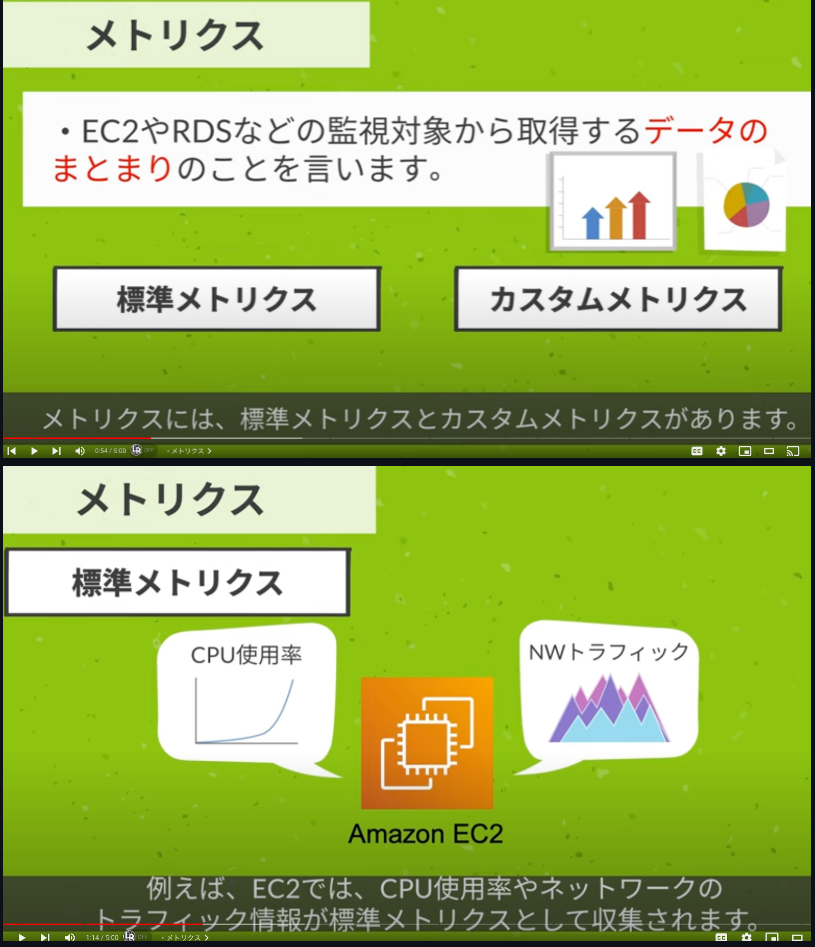 メトリクス
・EC2やRDSなどの監視対象から取得するデータの
まとまりのことを言います。
標準メトリクス
カスタムメトリクス
メトリクスには、標準メトリクスとカスタムメトリクスがあります。
0:54 / 5:00
・メトリクス
メトリクス
標準メトリクス
CPU使用率
NWトラフィック
Amazon EC2
例えば、EC2では、CPU使用率やネットワークの
トラフィック情報が標準メトリクスとして収集されます。
1:14 / 5:00
・メトリクス